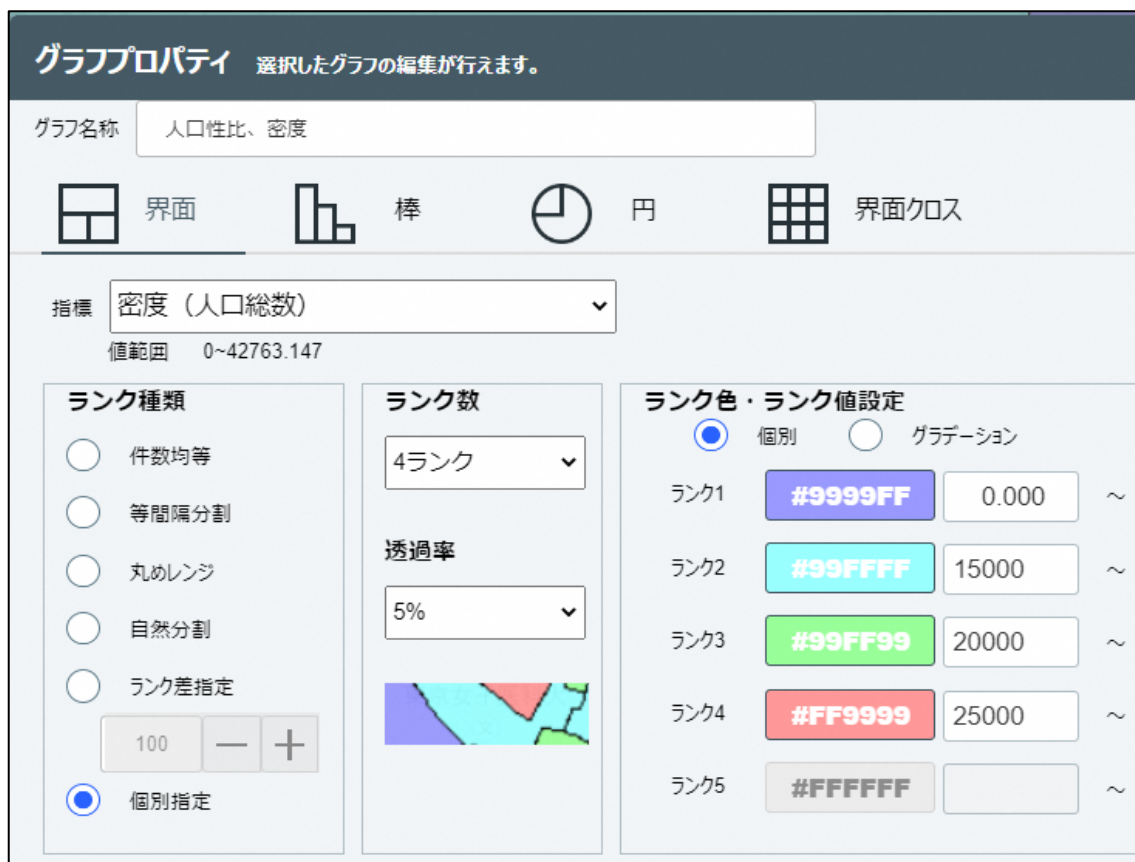 グラフプロパティ 選択したグラフの編集が行えます。
グラフ名称 人口性比、密度
界面 棒 円 界面クロス
指標 密度（人口総数）
値範囲 0~42763.147
ランク種類
件数均等
等間隔分割
丸めレンジ
自然分割
ランク差指定
100 — +
個別指定
ランク数
4ランク
透過率
5%
ランク色・ランク値設定
個別 グラデーション
ランク1 #9999FF 0.000 ～
ランク2 #99FFFF 15000 ～
ランク3 #99FF99 20000 ～
ランク4 #FF9999 25000 ～
ランク5 #FFFFFF ～